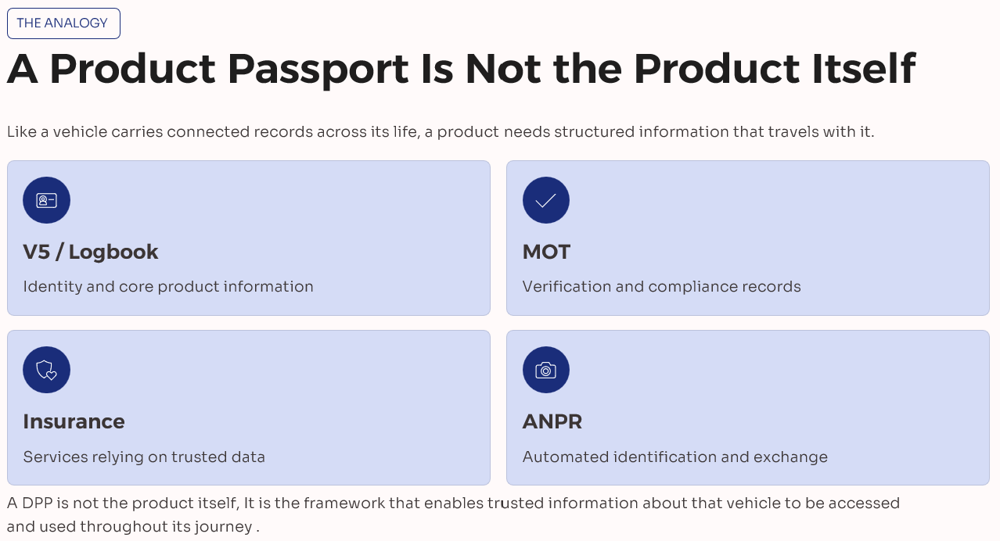 THE ANALOGY
A Product Passport Is Not the Product Itself
Like a vehicle carries connected records across its life, a product needs structured information that travels with it.
V5 / Logbook
Identity and core product information
MOT
Verification and compliance records
Insurance
Services relying on trusted data
ANPR
Automated identification and exchange
A DPP is not the product itself, It is the framework that enables trusted information about that vehicle to be accessed
and used throughout its journey .